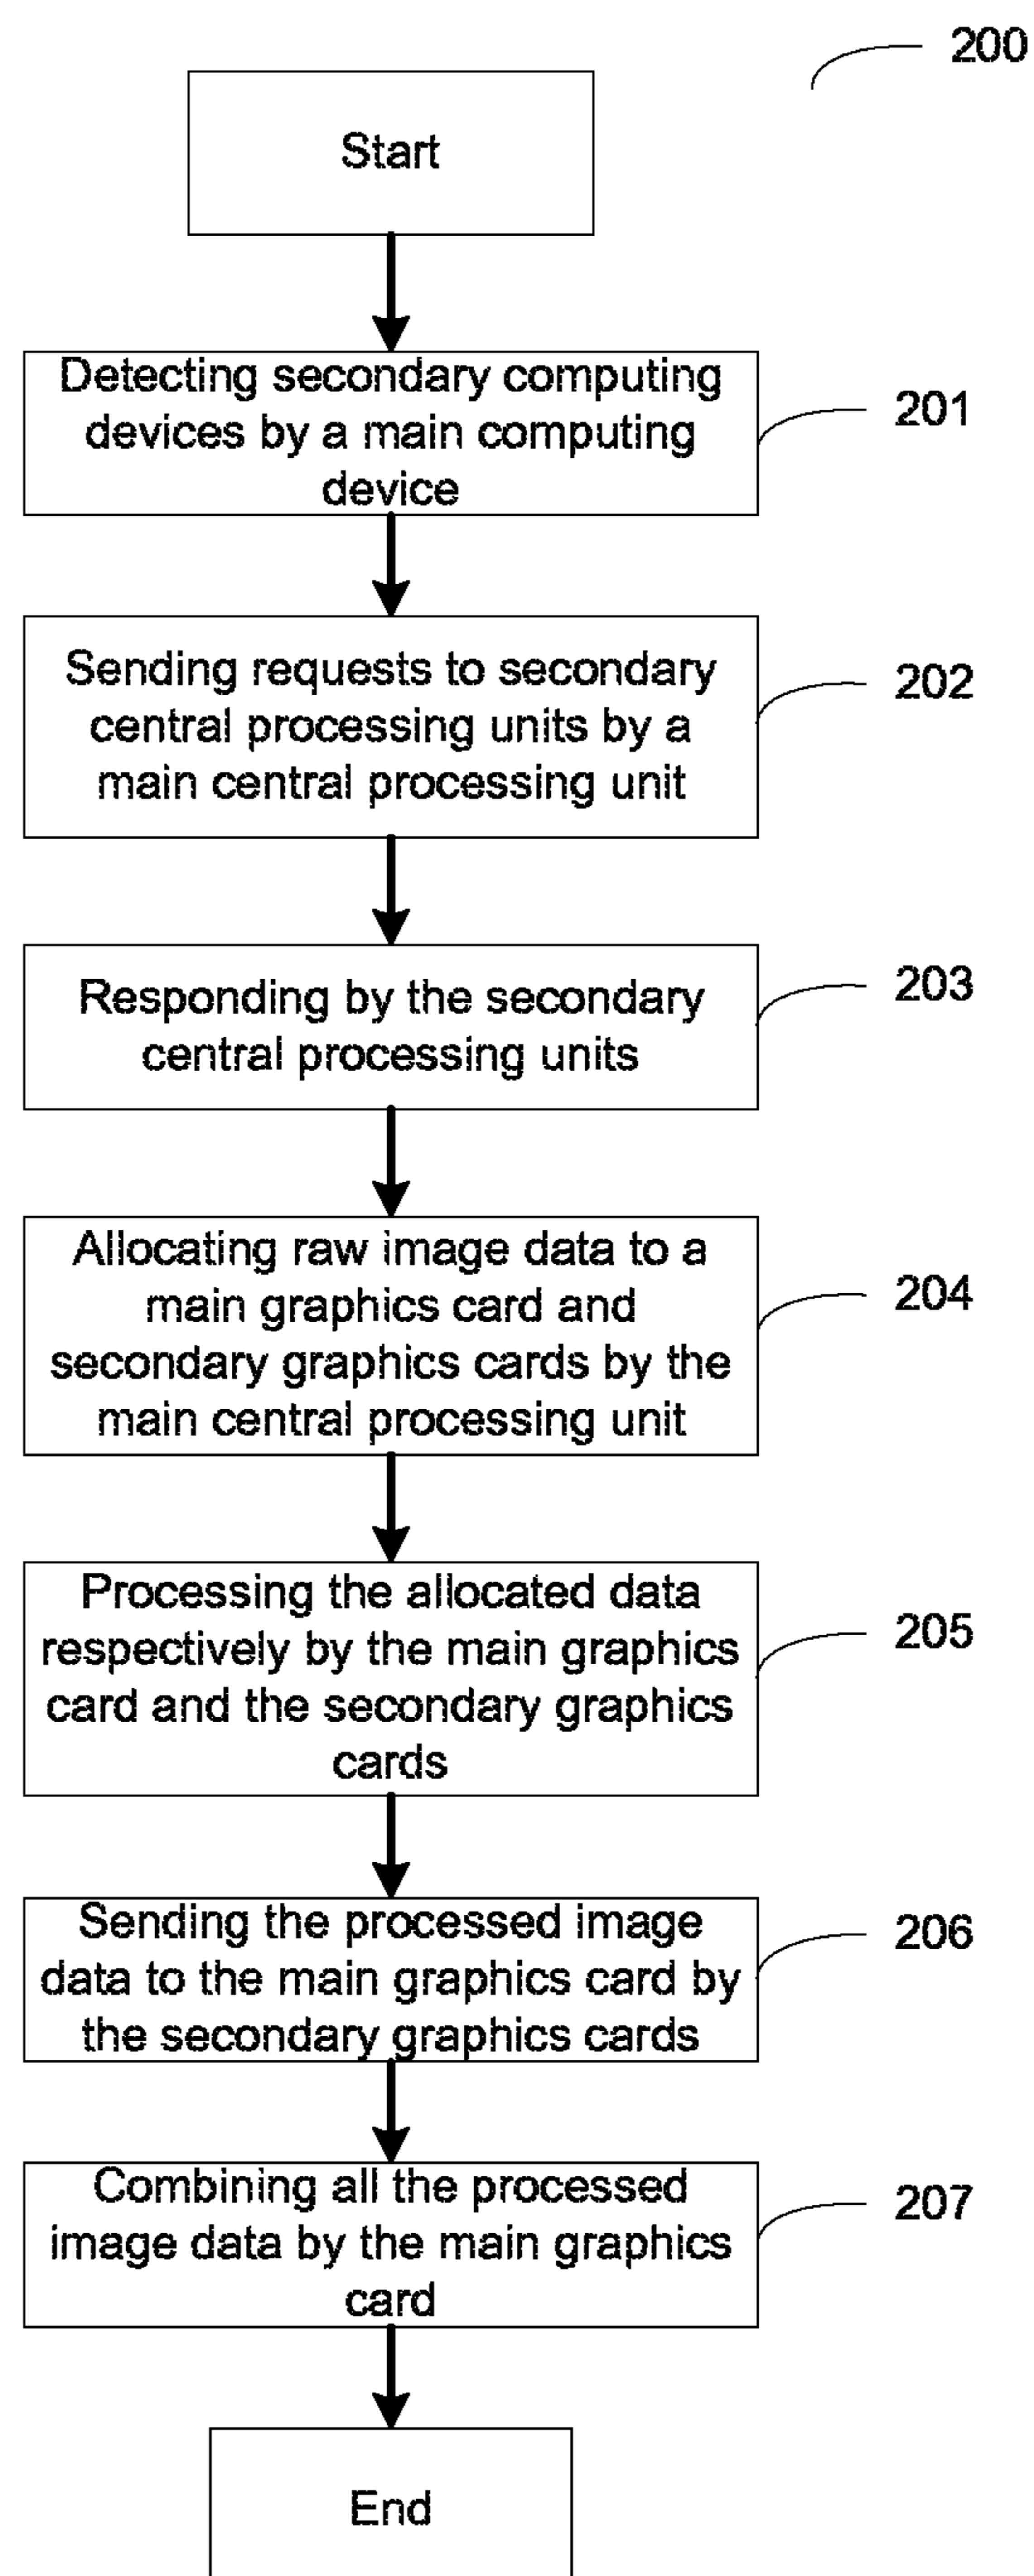 200
Start
Detecting secondary computing
devices by a main computing
device
201
Sending requests to secondary
central processing units by a
main central processing unit
202
Responding by the secondary
central processing units
203
Allocating raw image data to a
main graphics card and
secondary graphics cards by the
main central processing unit
204
Processing the allocated data
respectively by the main graphics
card and the secondary graphics
cards
205
Sending the processed image
data to the main graphics card by
the secondary graphics cards
206
Combining all the processed
image data by the main graphics
card
207
End